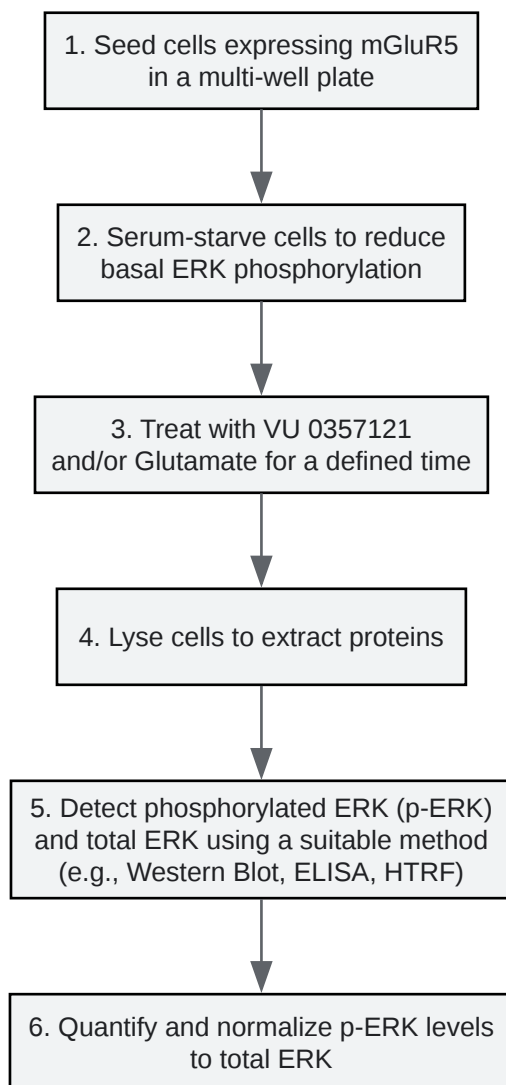 1. Seed cells expressing mGluR5
in a multi-well plate
2. Serum-starve cells to reduce
basal ERK phosphorylation
3. Treat with VU 0357121
and/or Glutamate for a defined time
4. Lyse cells to extract proteins
5. Detect phosphorylated ERK (p-ERK)
and total ERK using a suitable method
(e.g., Western Blot, ELISA, HTRF)
6. Quantify and normalize p-ERK levels
to total ERK